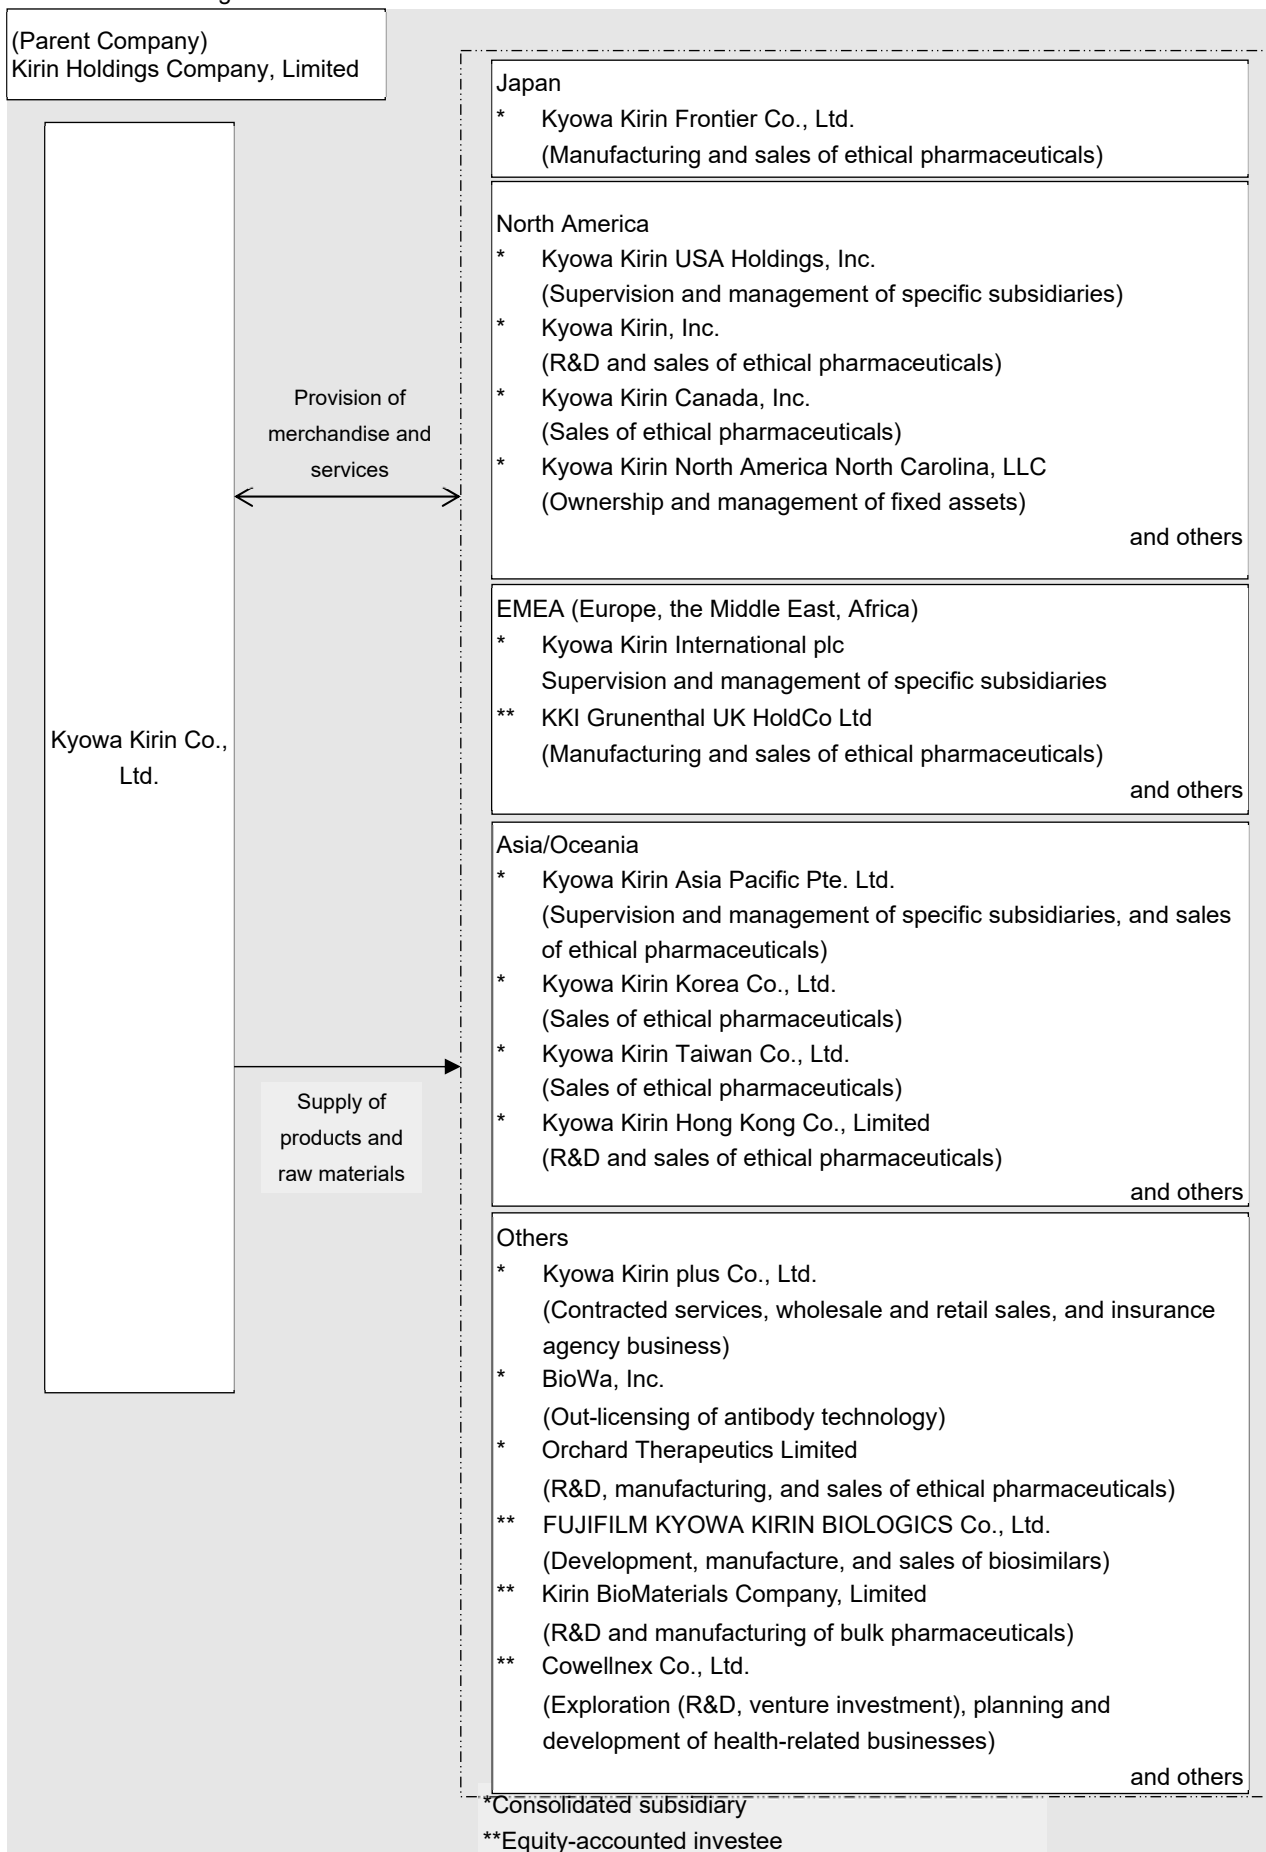 (Parent Company)
Kirin Holdings Company, Limited
Kyowa Kirin Co.,
Ltd.
Provision of
merchandise and
services
Supply of
products and
raw materials
Japan
* Kyowa Kirin Frontier Co., Ltd.
(Manufacturing and sales of ethical pharmaceuticals)
North America
* Kyowa Kirin USA Holdings, Inc.
(Supervision and management of specific subsidiaries)
* Kyowa Kirin, Inc.
(R&D and sales of ethical pharmaceuticals)
* Kyowa Kirin Canada, Inc.
(Sales of ethical pharmaceuticals)
* Kyowa Kirin North America North Carolina, LLC
(Ownership and management of fixed assets)
and others
EMEA (Europe, the Middle East, Africa)
* Kyowa Kirin International plc
Supervision and management of specific subsidiaries
** KKI Grunenthal UK HoldCo Ltd
(Manufacturing and sales of ethical pharmaceuticals)
and others
Asia/Oceania
* Kyowa Kirin Asia Pacific Pte. Ltd.
(Supervision and management of specific subsidiaries, and sales
of ethical pharmaceuticals)
* Kyowa Kirin Korea Co., Ltd.
(Sales of ethical pharmaceuticals)
* Kyowa Kirin Taiwan Co., Ltd.
(Sales of ethical pharmaceuticals)
* Kyowa Kirin Hong Kong Co., Limited
(R&D and sales of ethical pharmaceuticals)
and others
Others
* Kyowa Kirin plus Co., Ltd.
(Contracted services, wholesale and retail sales, and insurance
agency business)
* BioWa, Inc.
(Out-licensing of antibody technology)
* Orchard Therapeutics Limited
(R&D, manufacturing, and sales of ethical pharmaceuticals)
** FUJIFILM KYOWA KIRIN BIOLOGICS Co., Ltd.
(Development, manufacture, and sales of biosimilars)
** Kirin BioMaterials Company, Limited
(R&D and manufacturing of bulk pharmaceuticals)
** Cowellnex Co., Ltd.
(Exploration (R&D, venture investment), planning and
development of health-related businesses)
and others
*Consolidated subsidiary
**Equity-accounted investee